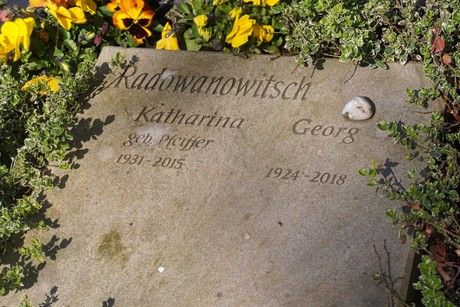 Radowanowitsch
Katharina Georg
geb. Pfeiffer
1931-2015 1924-2018